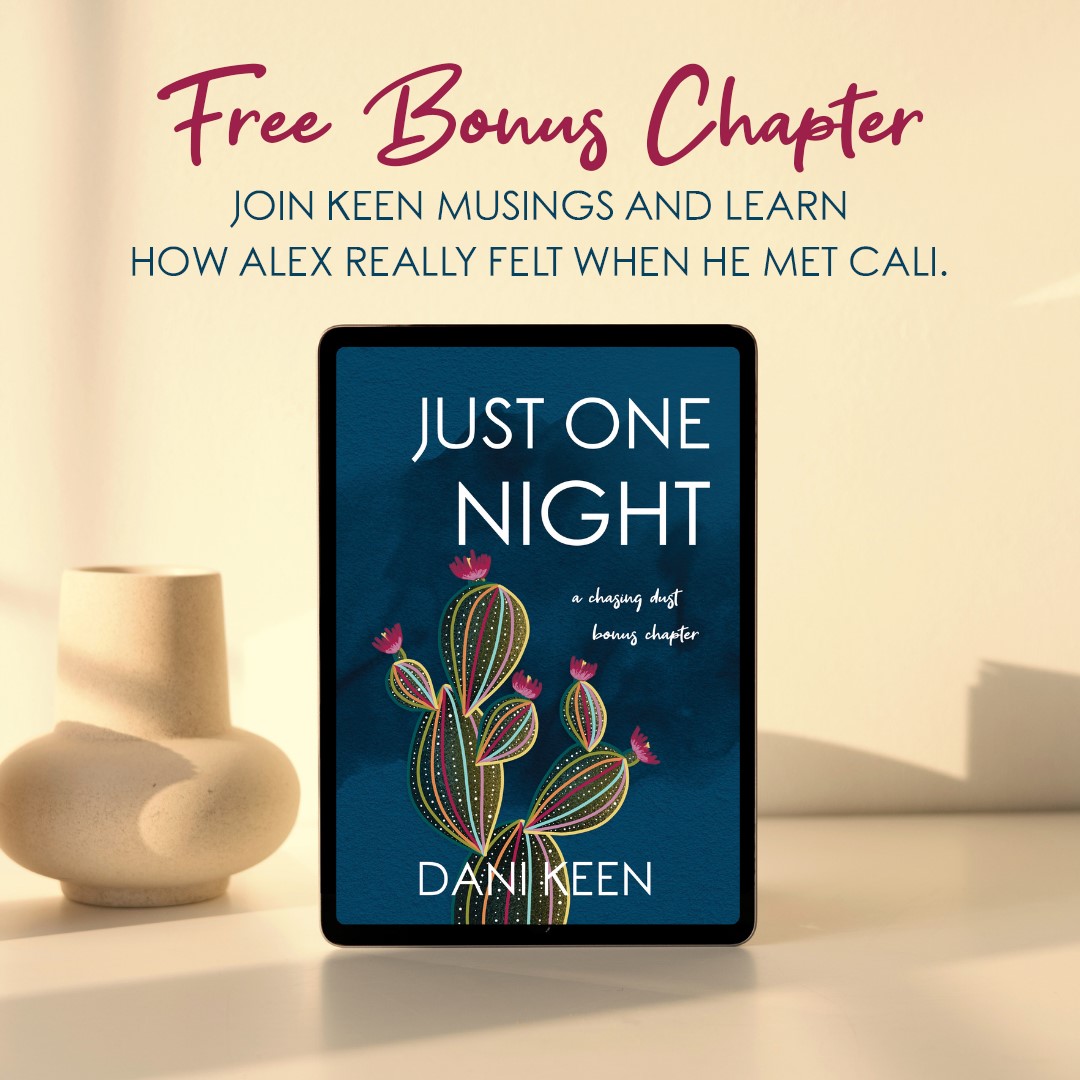 Free Bonus Chapter
JOIN KEEN MUSINGS AND LEARN
HOW ALEX REALLY FELT WHEN HE MET CALI.
JUST ONE
NIGHT
a chasing dust
bonus chapter
DANI KEEN